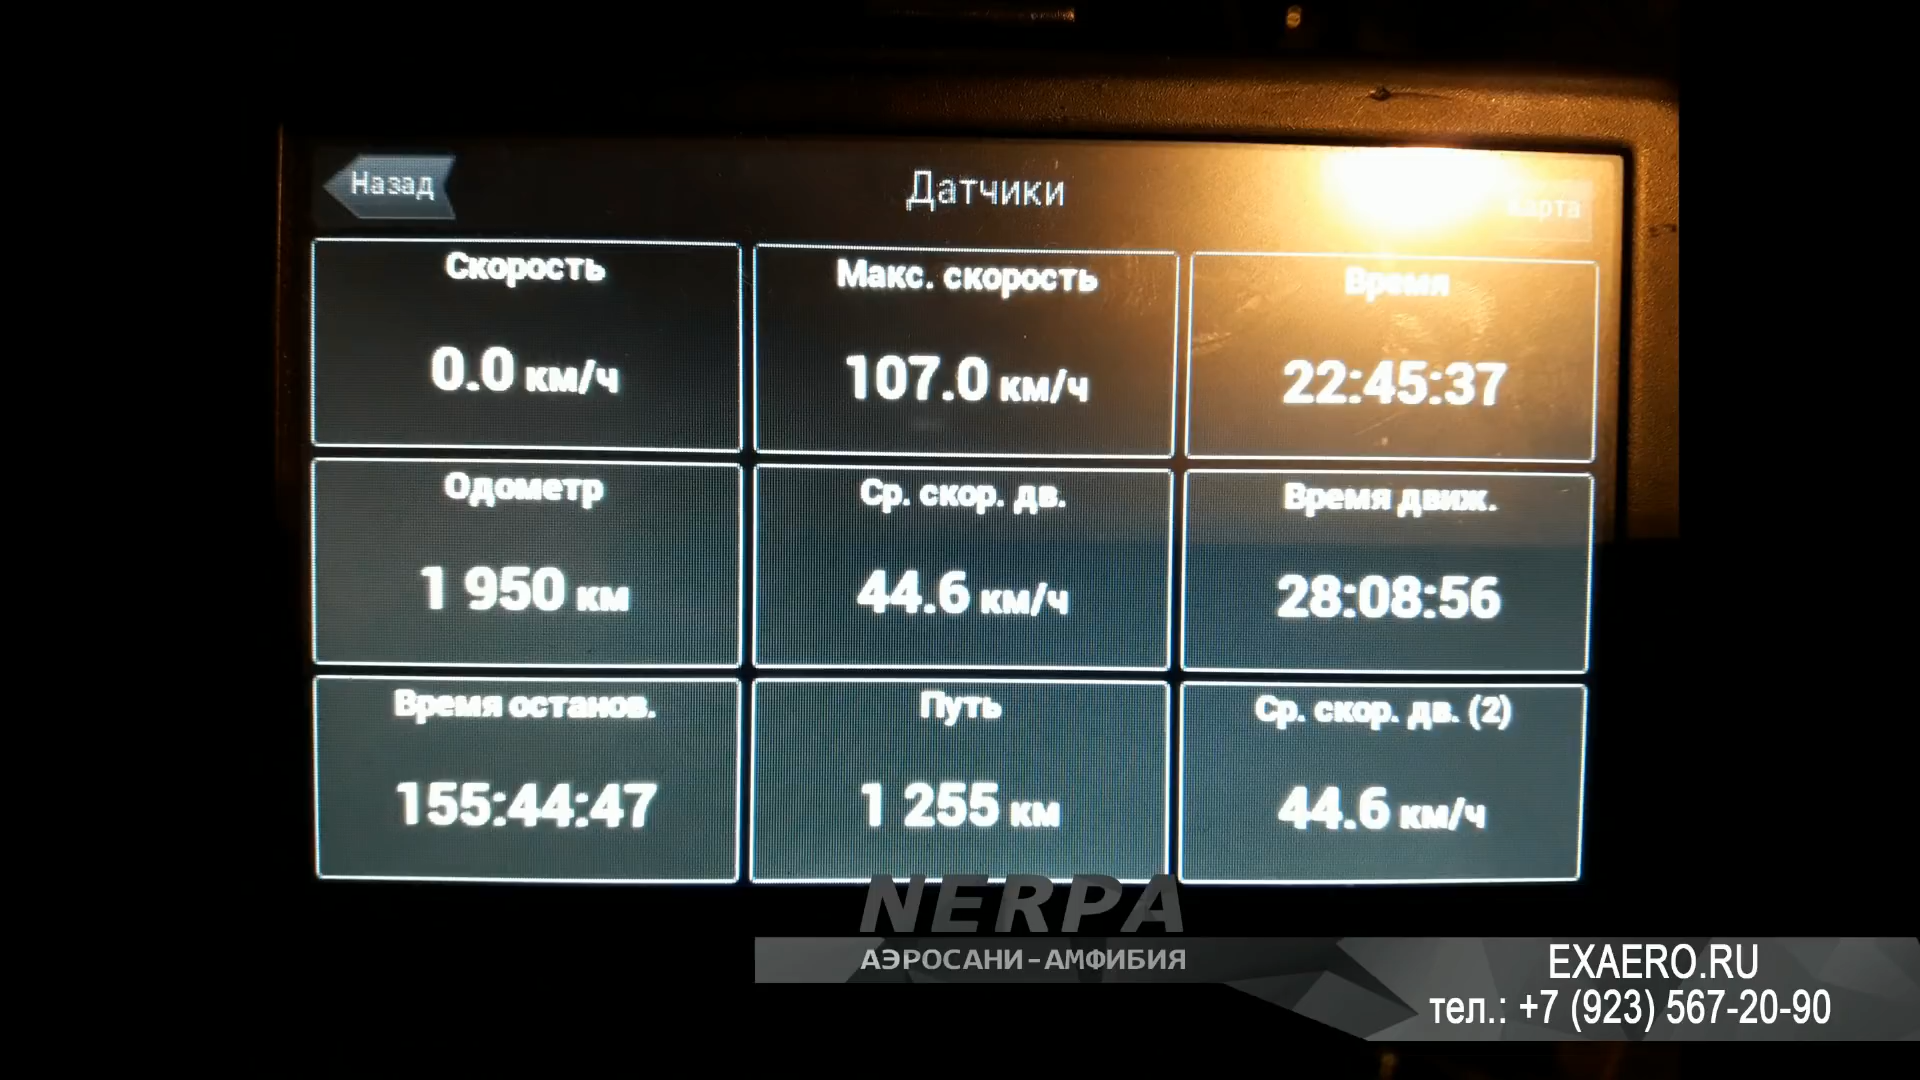 Назад
Датчики
Карта
Скорость
0.0 км/ч
Макс. скорость
107.0 км/ч
Время
22:45:37
Одометр
1 950 км
Ср. скор. дв.
44.6 км/ч
Время движ.
28:08:56
Время останов.
155:44:47
Путь
1 255 км
Ср. скор. дв. (2)
44.6 км/ч
NERPA
АЭРОСАНИ-АМФИБИЯ
EXAERO.RU
тел.: +7 (923) 567-20-90